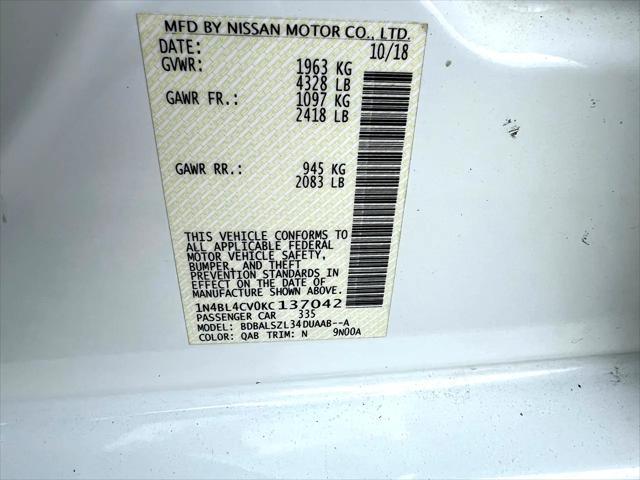 MFD BY NISSAN MOTOR CO., LTD.
DATE: 10/18
GVWR: 1963 KG
4328 LB
GAWR FR.: 1097 KG
2418 LB
GAWR RR.: 945 KG
2083 LB
THIS VEHICLE CONFORMS TO
ALL APPLICABLE FEDERAL
MOTOR VEHICLE SAFETY,
BUMPER, AND THEFT
PREVENTION STANDARDS IN
EFFECT ON THE DATE OF
MANUFACTURE SHOWN ABOVE.
1N4BL4CV0KC137042
PASSENGER CAR 335
MODEL: BDBALSZL34DUAAB--A
COLOR: QAB TRIM: N 9N00A